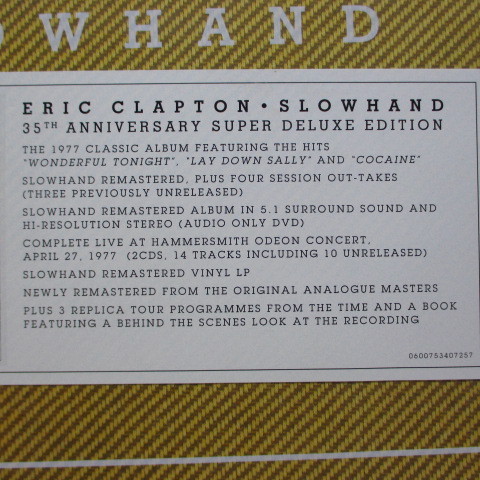 OWHAND
ERIC CLAPTON • SLOWHAND
35TH ANNIVERSARY SUPER DELUXE EDITION
THE 1977 CLASSIC ALBUM FEATURING THE HITS
"WONDERFUL TONIGHT", "LAY DOWN SALLY" AND "COCAINE"
SLOWHAND REMASTERED, PLUS FOUR SESSION OUT-TAKES
(THREE PREVIOUSLY UNRELEASED)
SLOWHAND REMASTERED ALBUM IN 5.1 SURROUND SOUND AND
HI-RESOLUTION STEREO (AUDIO ONLY DVD)
COMPLETE LIVE AT HAMMERSMITH ODEON CONCERT,
APRIL 27, 1977 (2CDS, 14 TRACKS INCLUDING 10 UNRELEASED)
SLOWHAND REMASTERED VINYL LP
NEWLY REMASTERED FROM THE ORIGINAL ANALOGUE MASTERS
PLUS 3 REPLICA TOUR PROGRAMMES FROM THE TIME AND A BOOK
FEATURING A BEHIND THE SCENES LOOK AT THE RECORDING
0600753407257